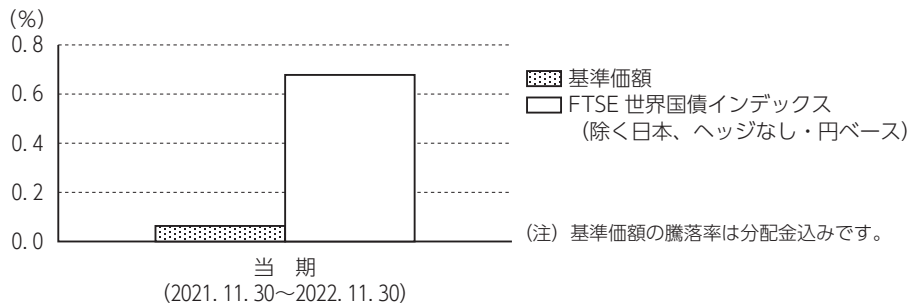 (%)
0.8
0.6
0.4
0.2
0.0
当 期
(2021. 11. 30~2022. 11. 30)
基準価額
FTSE 世界国債インデックス
(除く日本、ヘッジなし・円ベース)
(注) 基準価額の騰落率は分配金込みです。